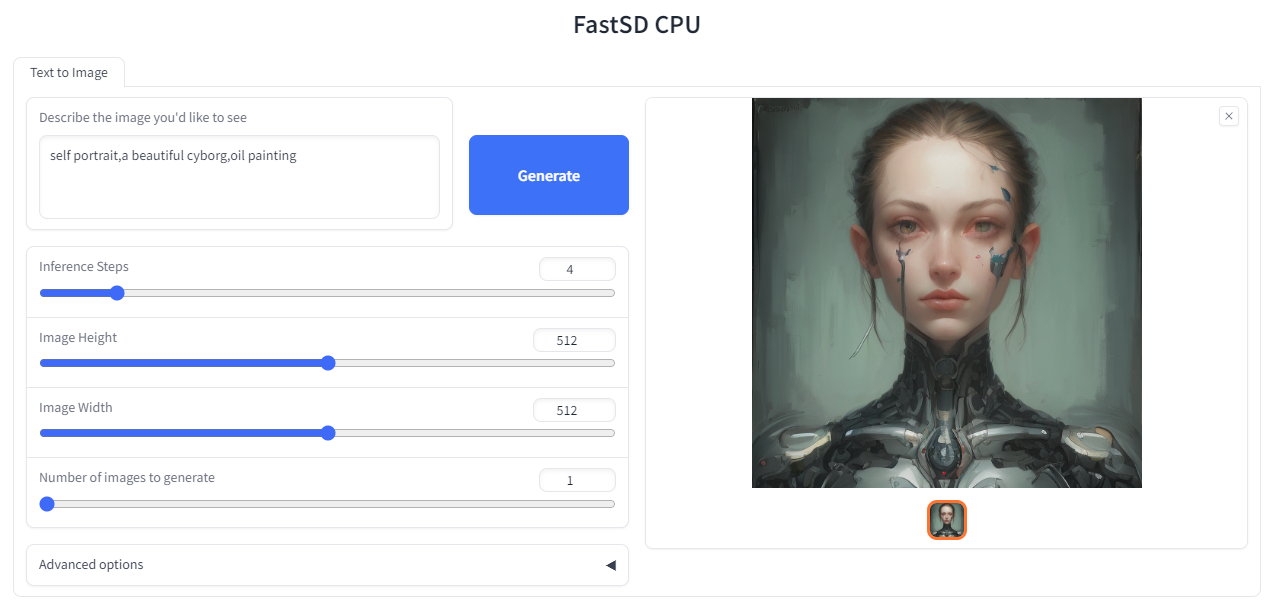 FastSD CPU
Text to Image
Describe the image you'd like to see
self portrait,a beautiful cyborg,oil painting
Generate
Inference Steps
4
Image Height
512
Image Width
512
Number of images to generate
1
Advanced options